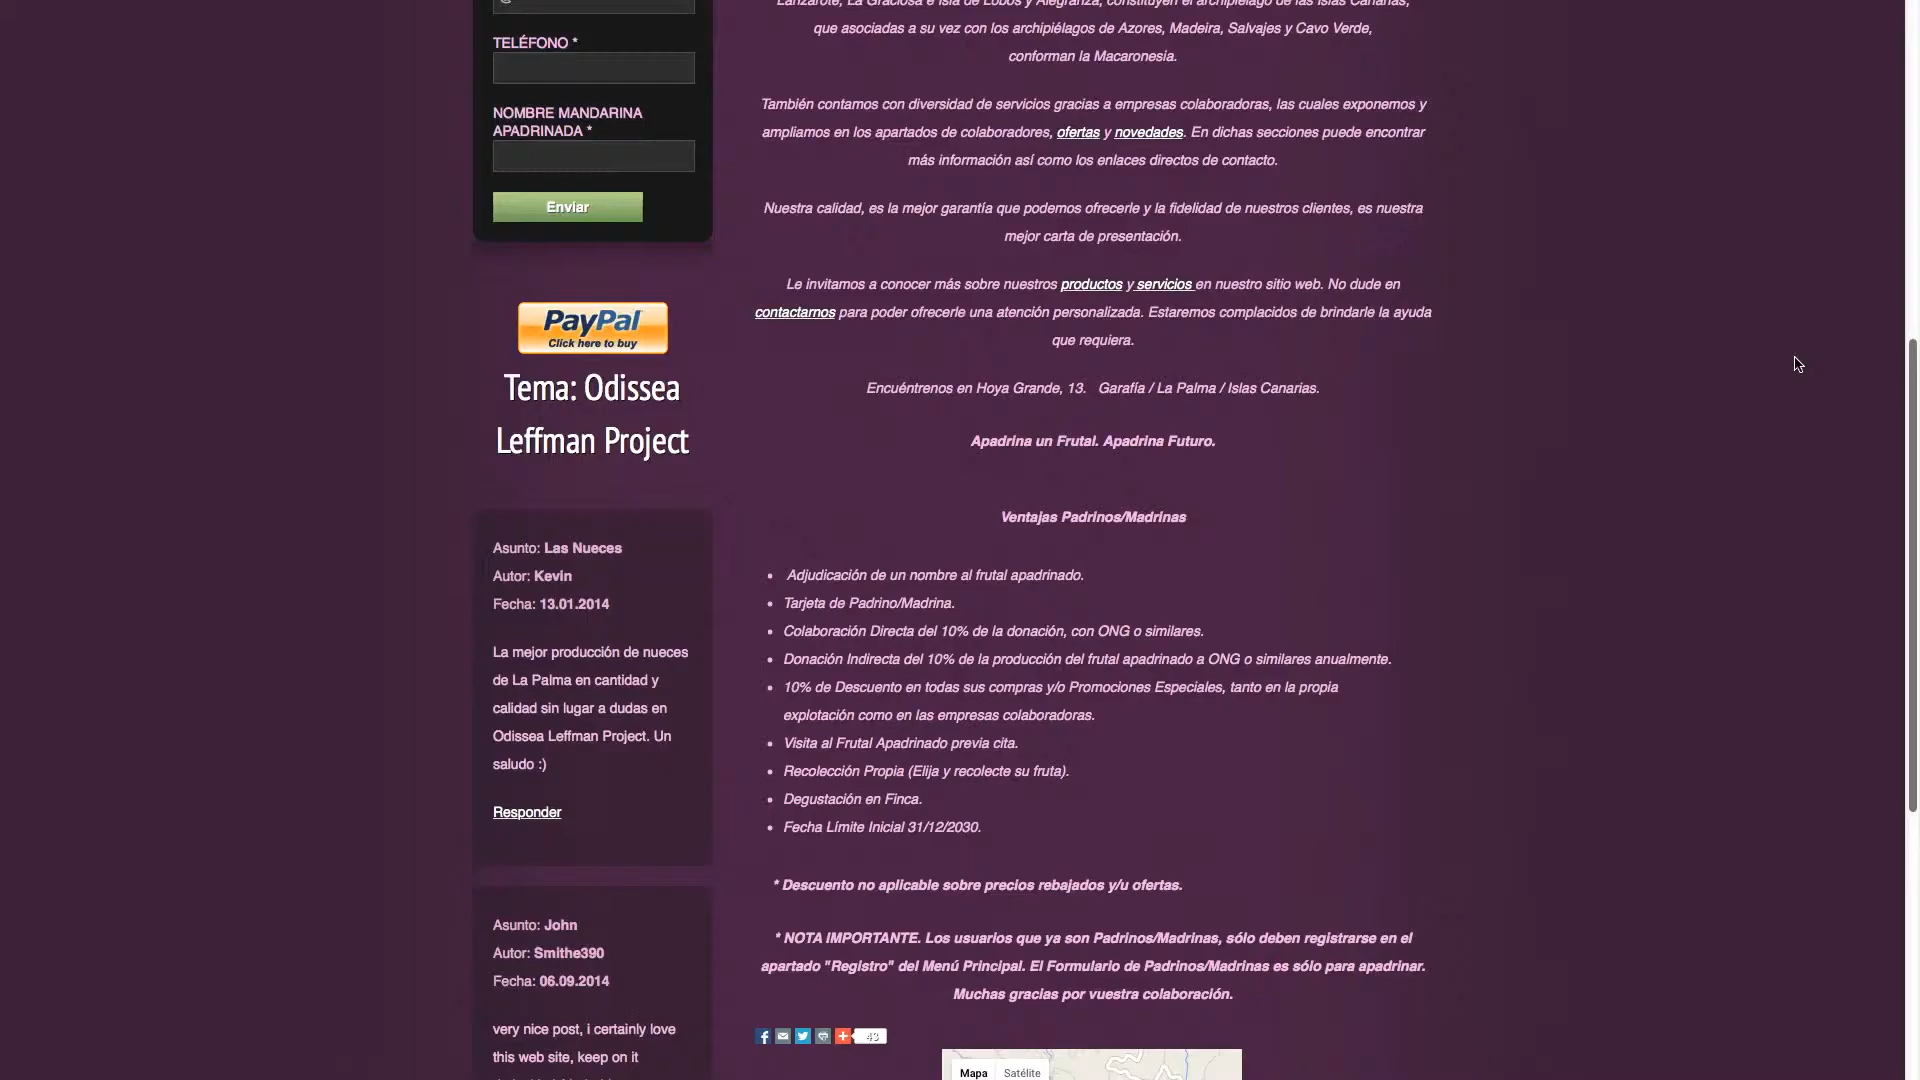 TELÉFONO *
NOMBRE MANDARINA
APADRINADA *
Enviar
PayPal
Click here to buy
Tema: Odissea
Leffman Project
Asunto: Las Nueces
Autor: Kevin
Fecha: 13.01.2014
La mejor producción de nueces
de La Palma en cantidad y
calidad sin lugar a dudas en
Odissea Leffman Project. Un
saludo :)
Responder
Asunto: John
Autor: Smithe390
Fecha: 06.09.2014
very nice post, i certainly love
this web site, keep on it
Lanzarote, La Graciosa e Isla de Lobos y Alegranza, constituyen el archipiélago de las Islas Canarias,
que asociadas a su vez con los archipiélagos de Azores, Madeira, Salvajes y Cavo Verde,
conforman la Macaronesia.
También contamos con diversidad de servicios gracias a empresas colaboradoras, las cuales exponemos y
ampliamos en los apartados de colaboradores, ofertas y novedades. En dichas secciones puede encontrar
más información así como los enlaces directos de contacto.
Nuestra calidad, es la mejor garantía que podemos ofrecerle y la fidelidad de nuestros clientes, es nuestra
mejor carta de presentación.
Le invitamos a conocer más sobre nuestros productos y servicios en nuestro sitio web. No dude en
contactarnos para poder ofrecerle una atención personalizada. Estaremos complacidos de brindarle la ayuda
que requiera.
Encuéntrenos en Hoya Grande, 13. Garafía / La Palma / Islas Canarias.
Apadrina un Frutal. Apadrina Futuro.
Ventajas Padrinos/Madrinas
• Adjudicación de un nombre al frutal apadrinado.
• Tarjeta de Padrino/Madrina.
• Colaboración Directa del 10% de la donación, con ONG o similares.
• Donación Indirecta del 10% de la producción del frutal apadrinado a ONG o similares anualmente.
• 10% de Descuento en todas sus compras y/o Promociones Especiales, tanto en la propia
explotación como en las empresas colaboradoras.
• Visita al Frutal Apadrinado previa cita.
• Recolección Propia (Elija y recolecte su fruta).
• Degustación en Finca.
• Fecha Límite Inicial 31/12/2030.
* Descuento no aplicable sobre precios rebajados y/u ofertas.
* NOTA IMPORTANTE. Los usuarios que ya son Padrinos/Madrinas, sólo deben registrarse en el
apartado "Registro" del Menú Principal. El Formulario de Padrinos/Madrinas es sólo para apadrinar.
Muchas gracias por vuestra colaboración.
43
Mapa Satélite